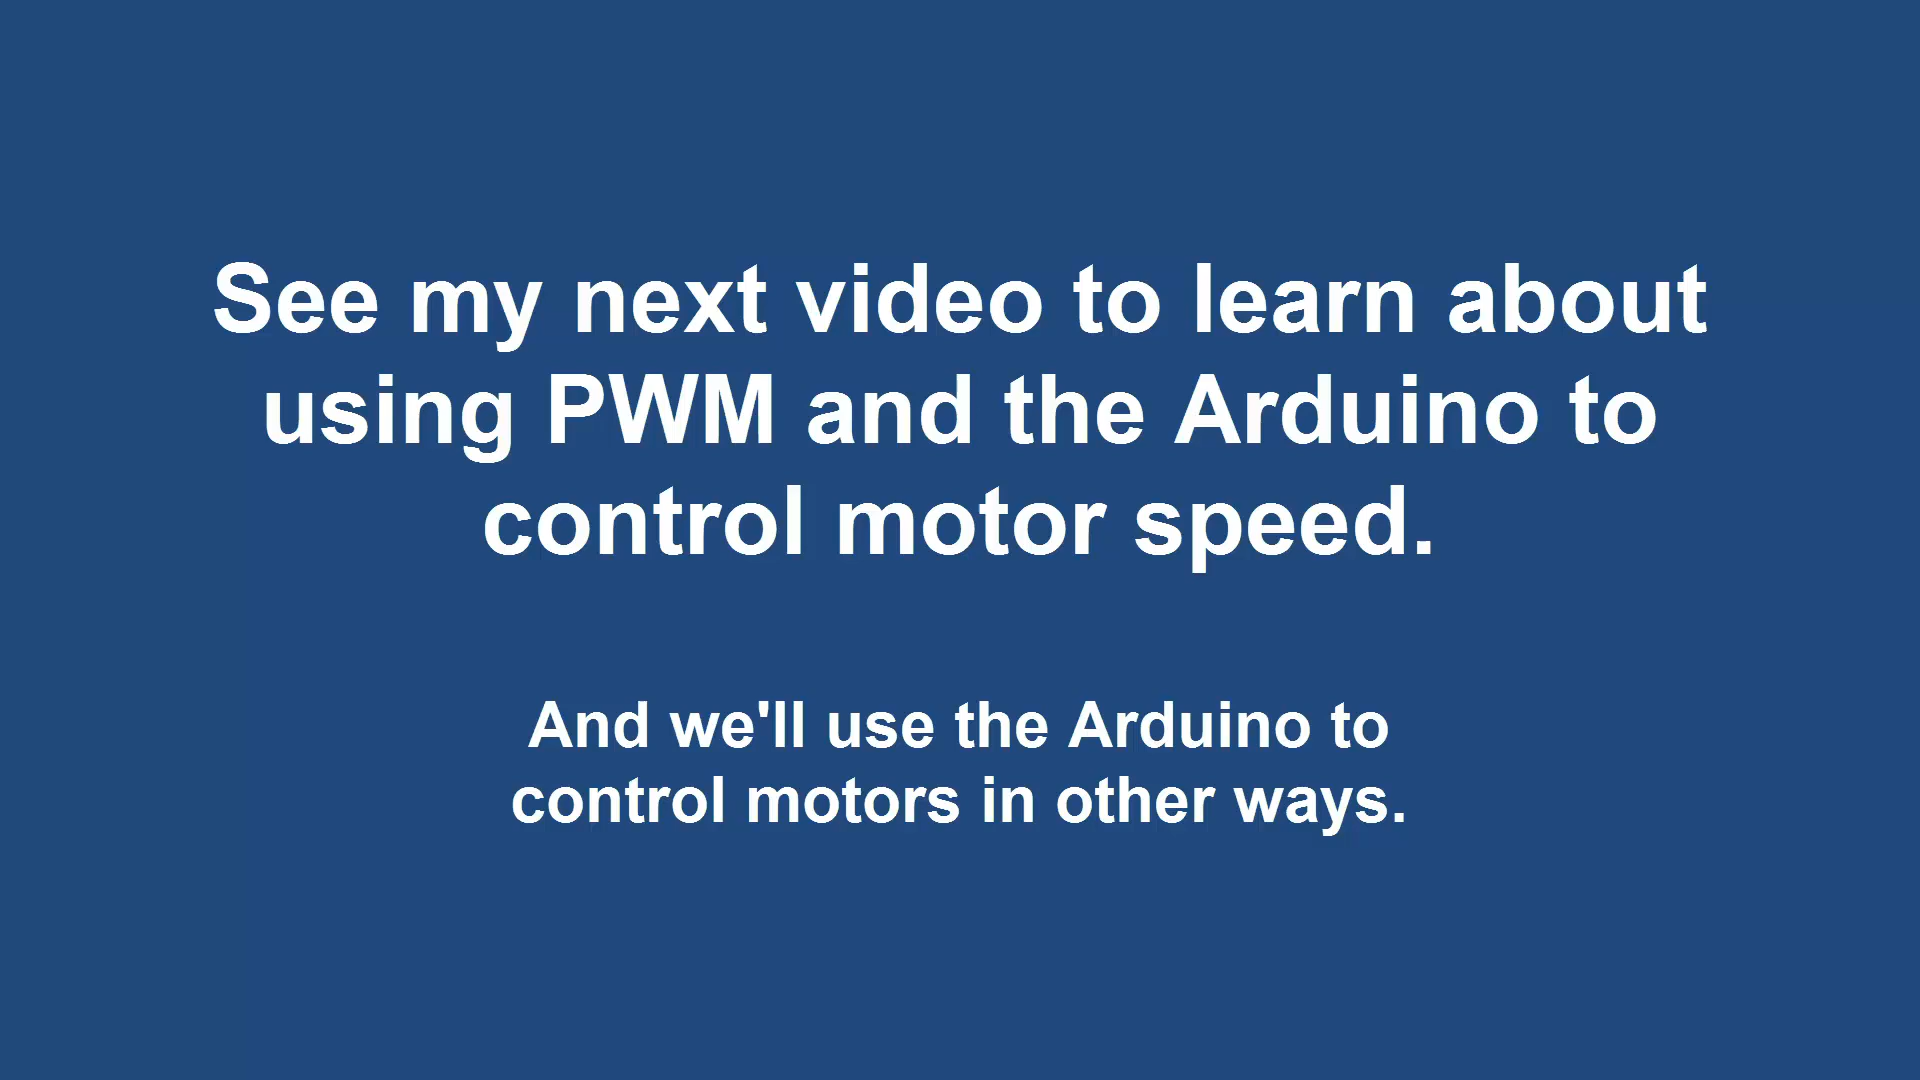 See my next video to learn about
using PWM and the Arduino to
control motor speed.
And we'll use the Arduino to
control motors in other ways.